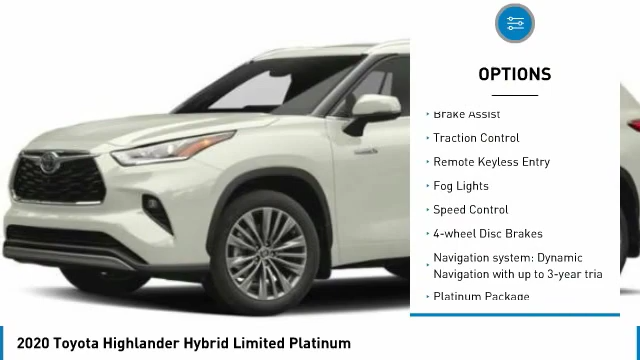 OPTIONS
Brake Assist
Traction Control
Remote Keyless Entry
Fog Lights
Speed Control
4-wheel Disc Brakes
Navigation system: Dynamic
Navigation with up to 3-year tria
Platinum Package
2020 Toyota Highlander Hybrid Limited Platinum